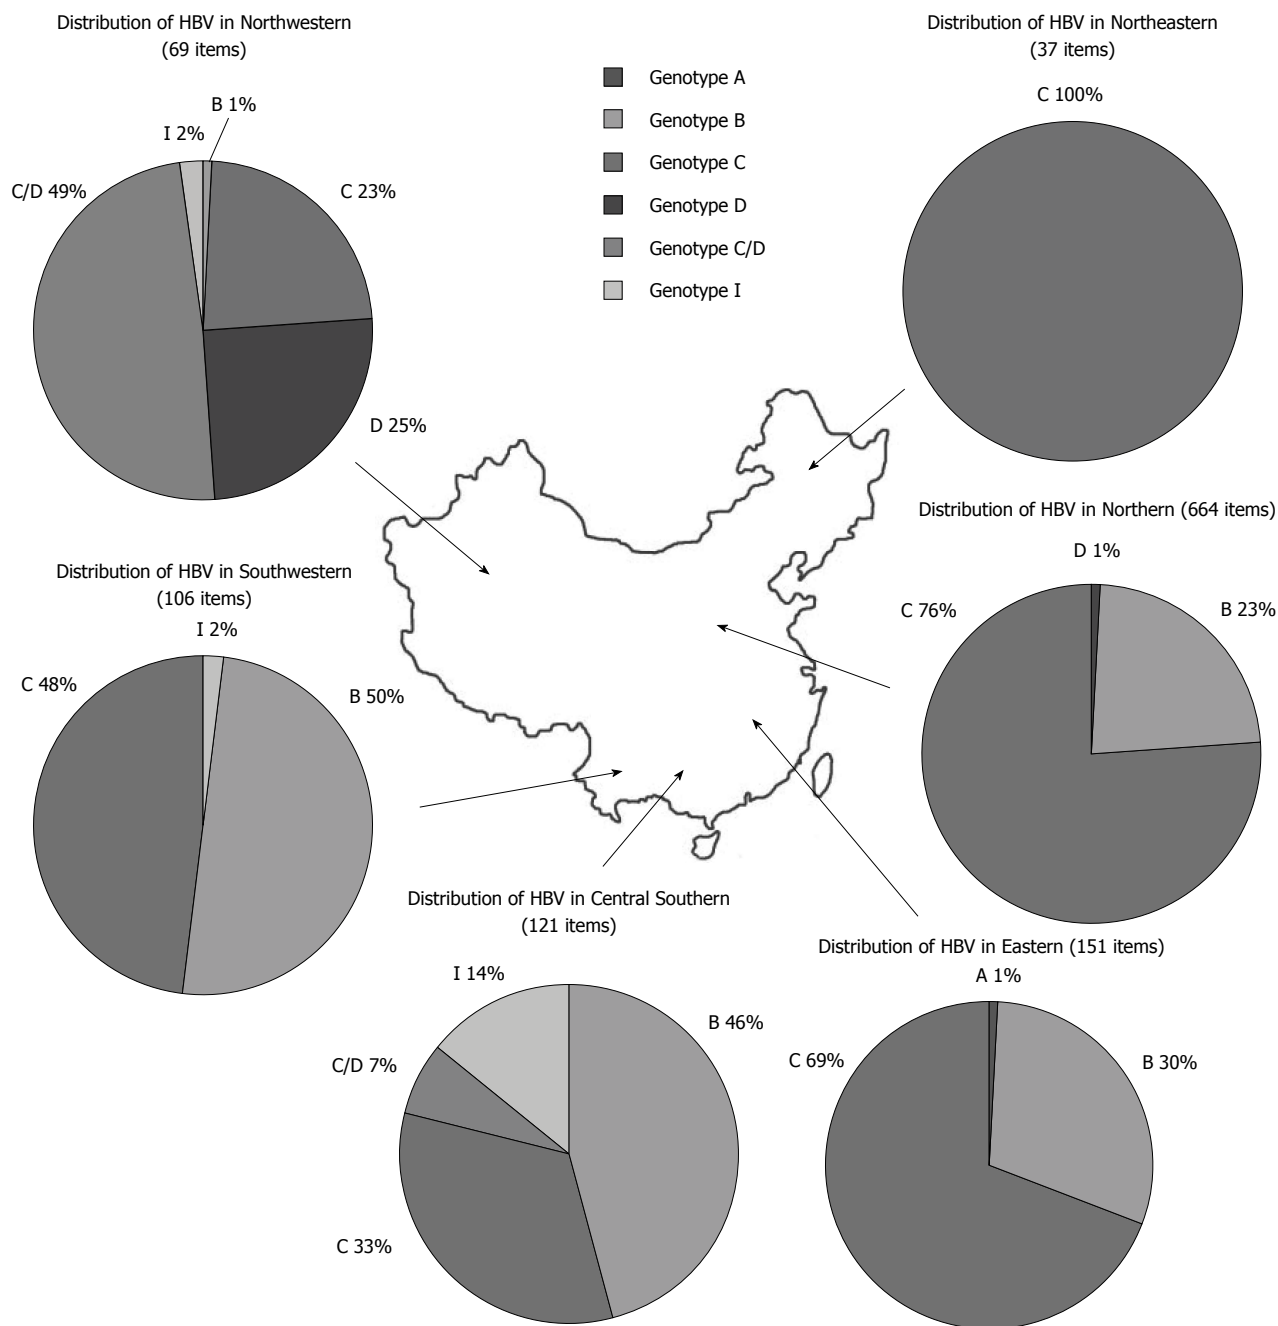 Distribution of HBV in Northwestern
(69 items)
B 1%
I 2%
C/D 49%
C 23%
D 25%
Genotype A
Genotype B
Genotype C
Genotype D
Genotype C/D
Genotype I
Distribution of HBV in Northeastern
(37 items)
C 100%
Distribution of HBV in Northern (664 items)
D 1%
C 76%
B 23%
Distribution of HBV in Southwestern
(106 items)
I 2%
C 48%
B 50%
Distribution of HBV in Central Southern
(121 items)
I 14%
B 46%
C/D 7%
C 33%
Distribution of HBV in Eastern (151 items)
A 1%
C 69%
B 30%